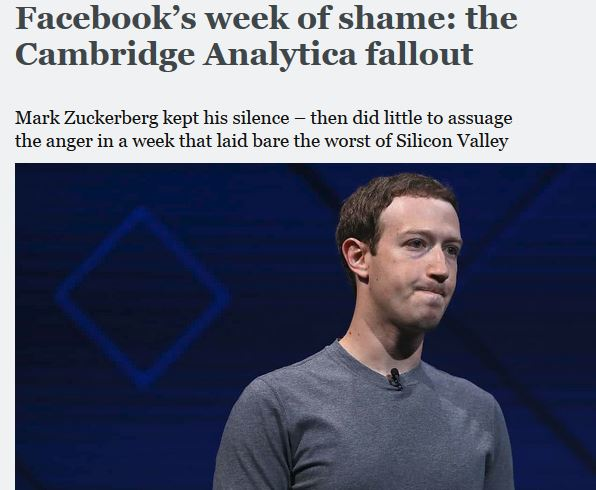 Facebook’s week of shame: the
Cambridge Analytica fallout
Mark Zuckerberg kept his silence – then did little to assuage
the anger in a week that laid bare the worst of Silicon Valley